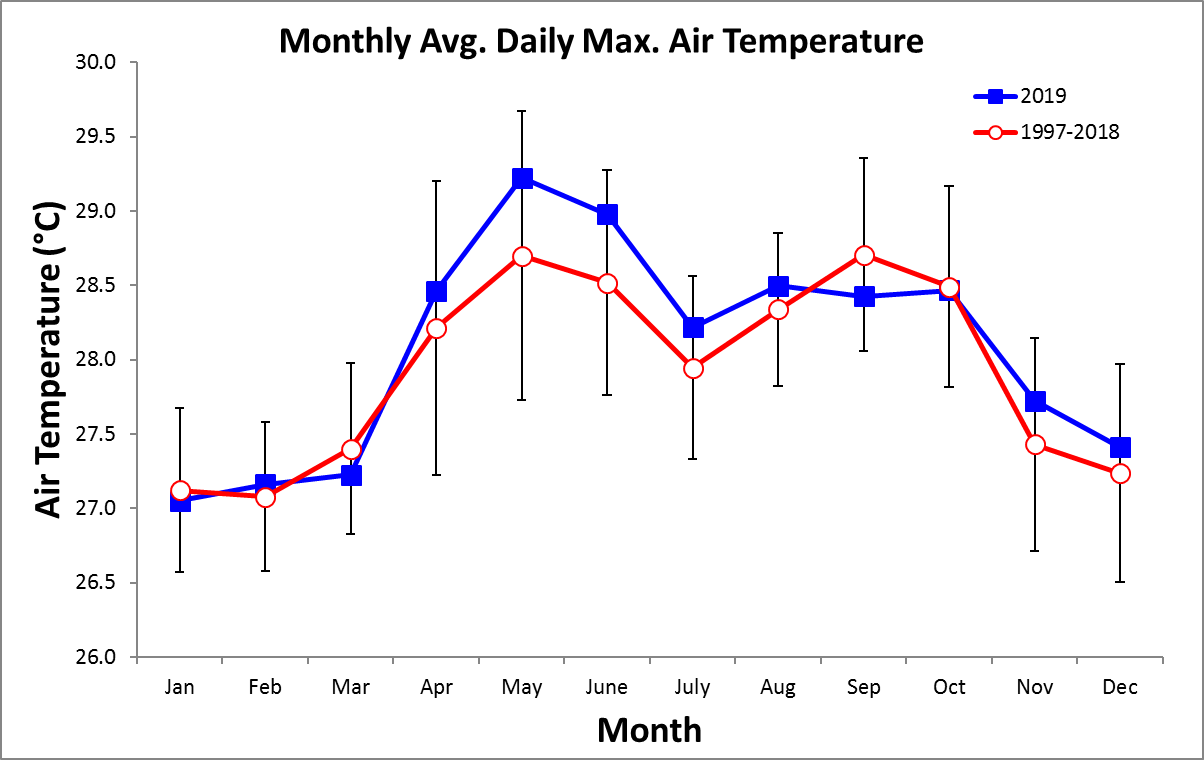 Monthly Avg. Daily Max. Air Temperature
2019
1997-2018
Air Temperature (°C)
30.0
29.5
29.0
28.5
28.0
27.5
27.0
26.5
26.0
Jan Feb Mar Apr May June July Aug Sep Oct Nov Dec
Month